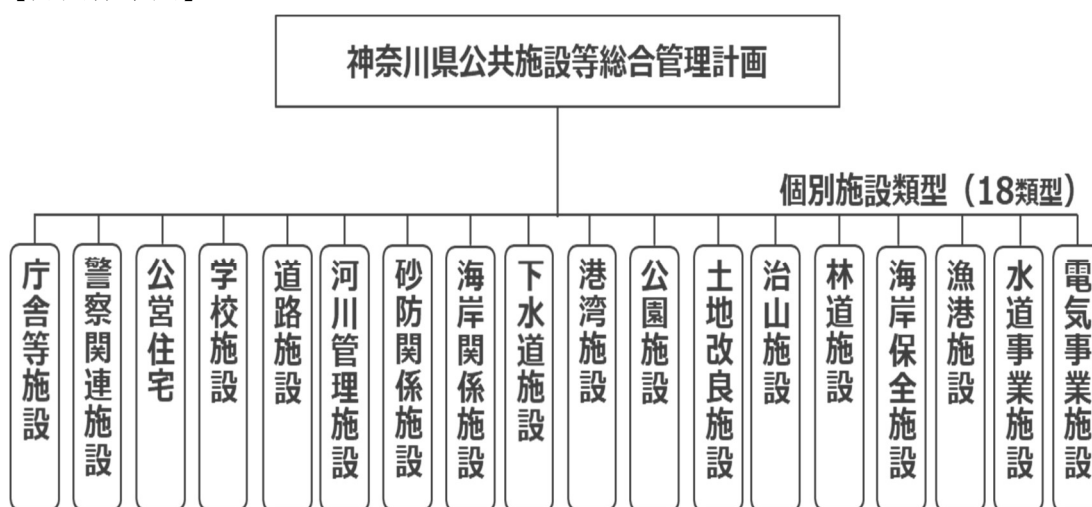 神奈川県公共施設等総合管理計画
個別施設類型（18類型）
庁舎等施設
警察関連施設
公営住宅
学校施設
道路施設
河川管理施設
砂防関係施設
海岸関係施設
下水道施設
港湾施設
公園施設
土地改良施設
治山施設
林道施設
海岸保全施設
漁港施設
水道事業施設
電気事業施設